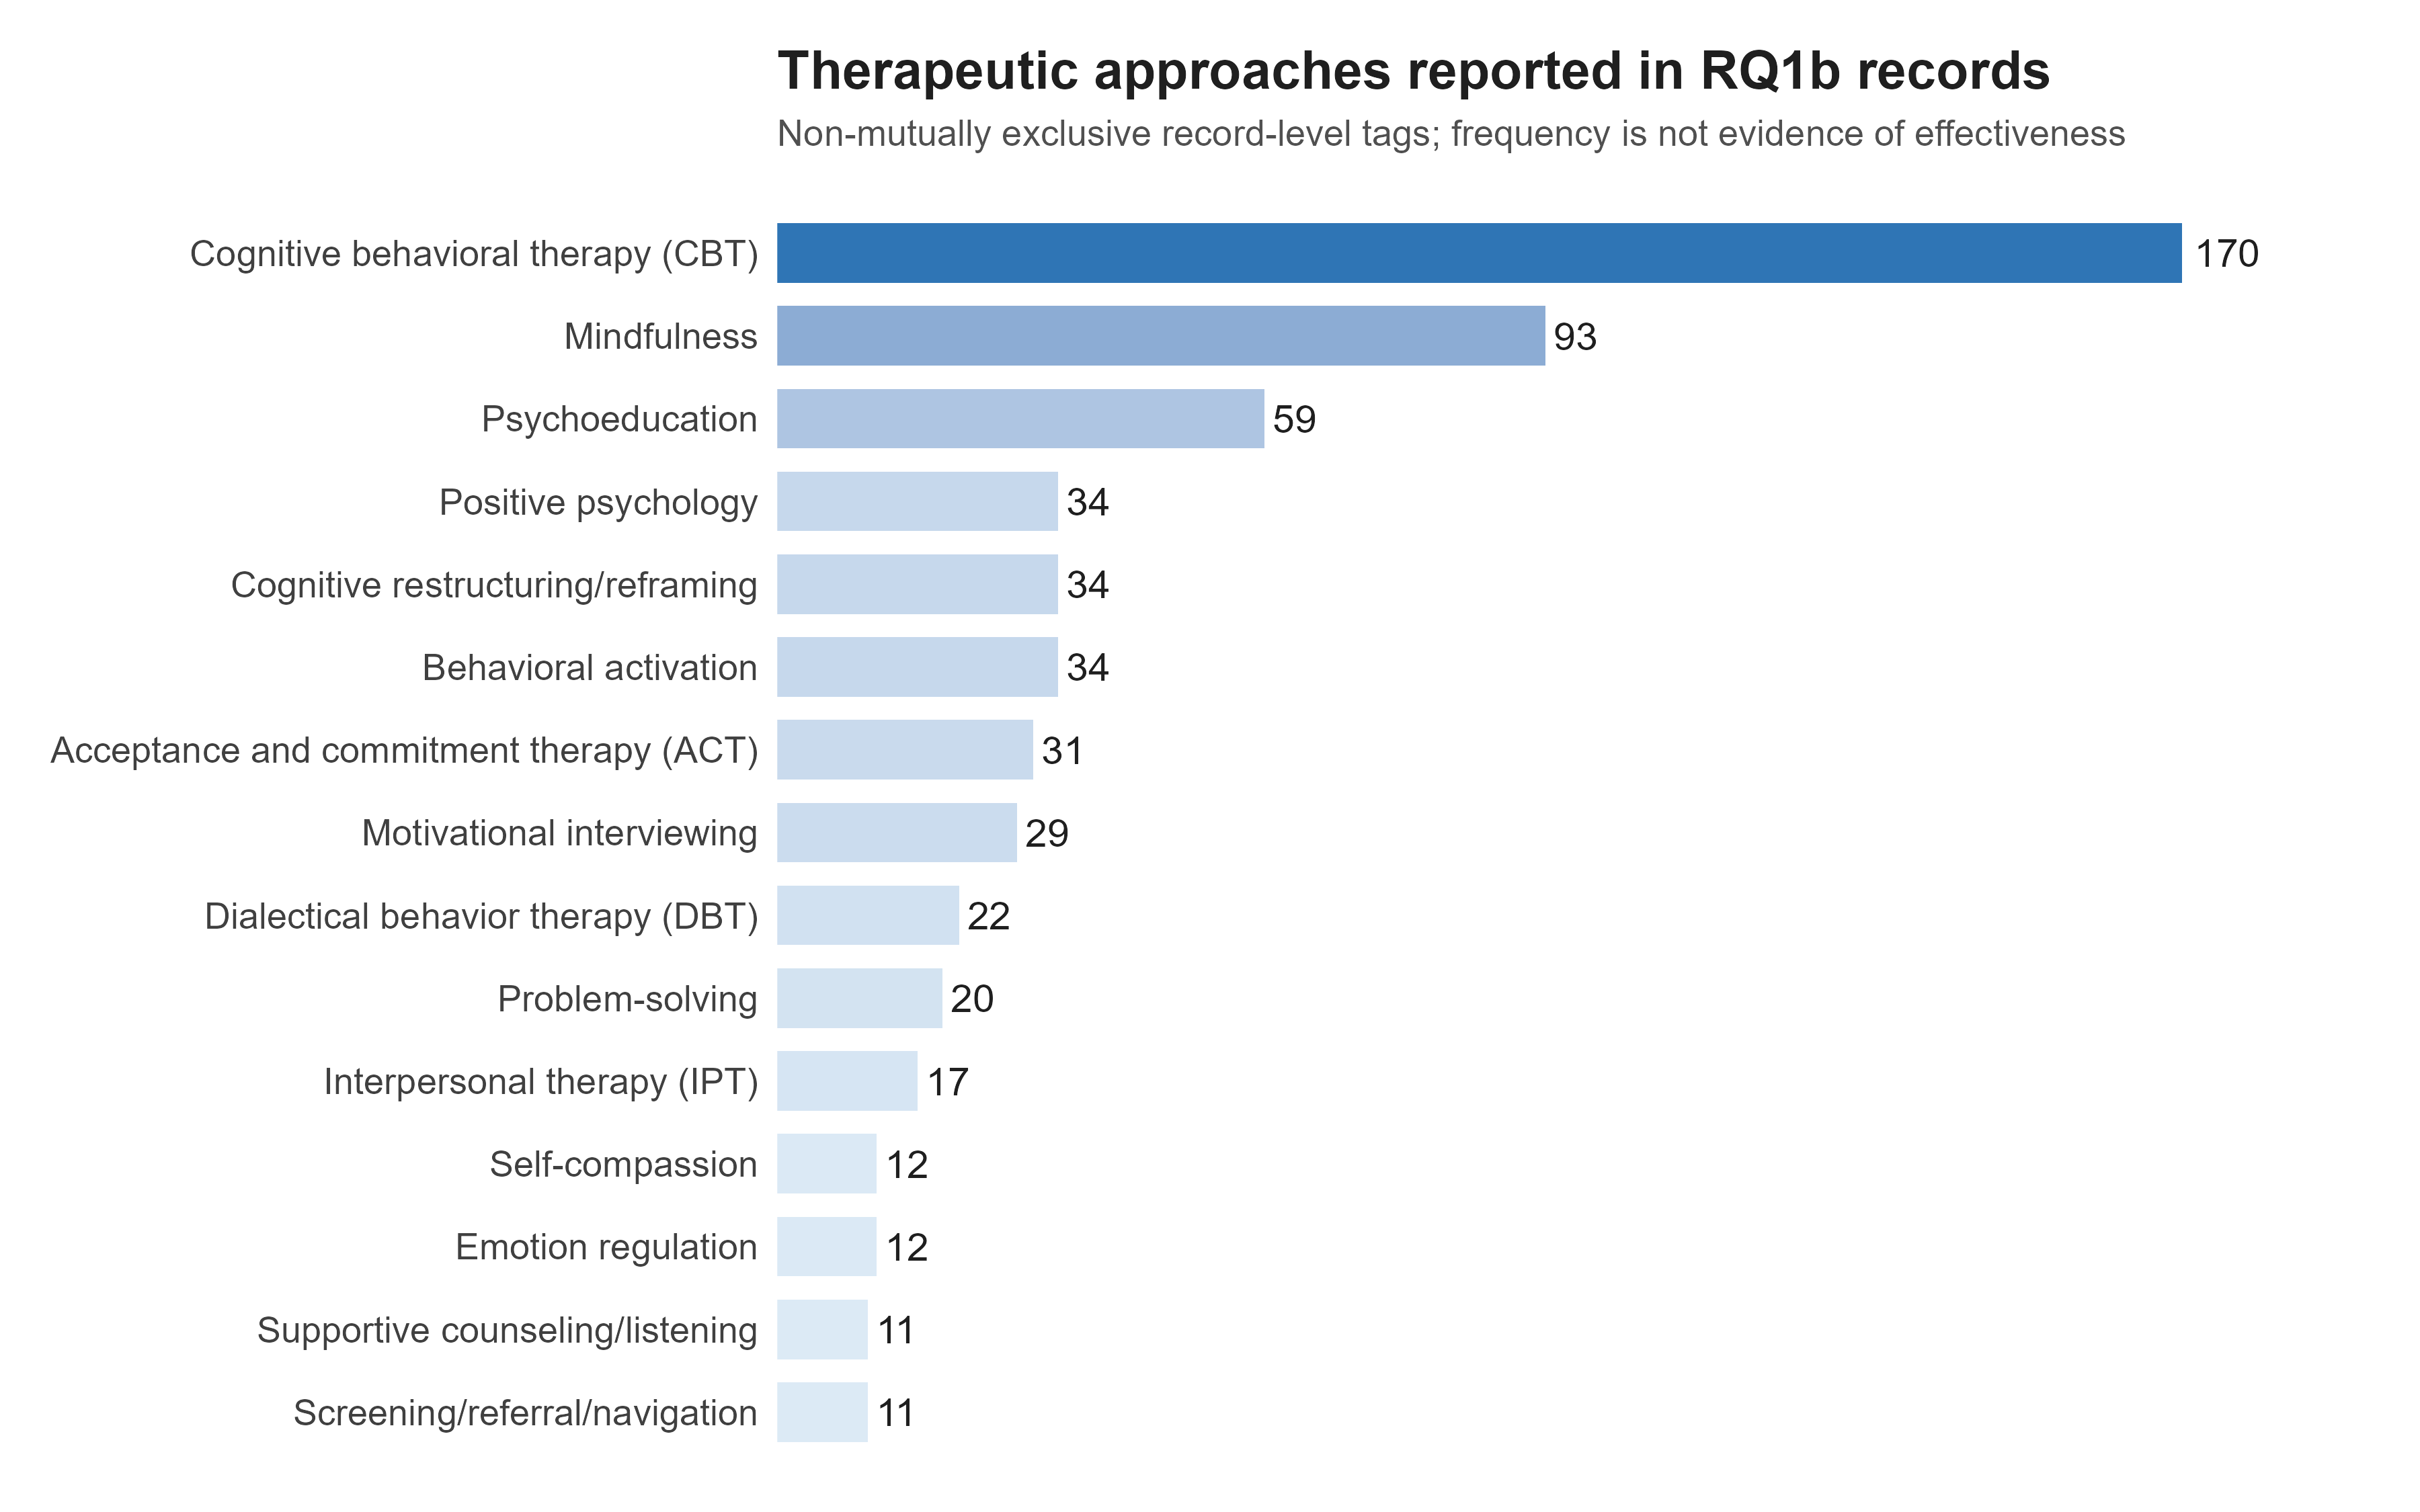 Therapeutic approaches reported in RQ1b records
Non-mutually exclusive record-level tags; frequency is not evidence of effectiveness
Cognitive behavioral therapy (CBT) 170
Mindfulness 93
Psychoeducation 59
Positive psychology 34
Cognitive restructuring/reframing 34
Behavioral activation 34
Acceptance and commitment therapy (ACT) 31
Motivational interviewing 29
Dialectical behavior therapy (DBT) 22
Problem-solving 20
Interpersonal therapy (IPT) 17
Self-compassion 12
Emotion regulation 12
Supportive counseling/listening 11
Screening/referral/navigation 11